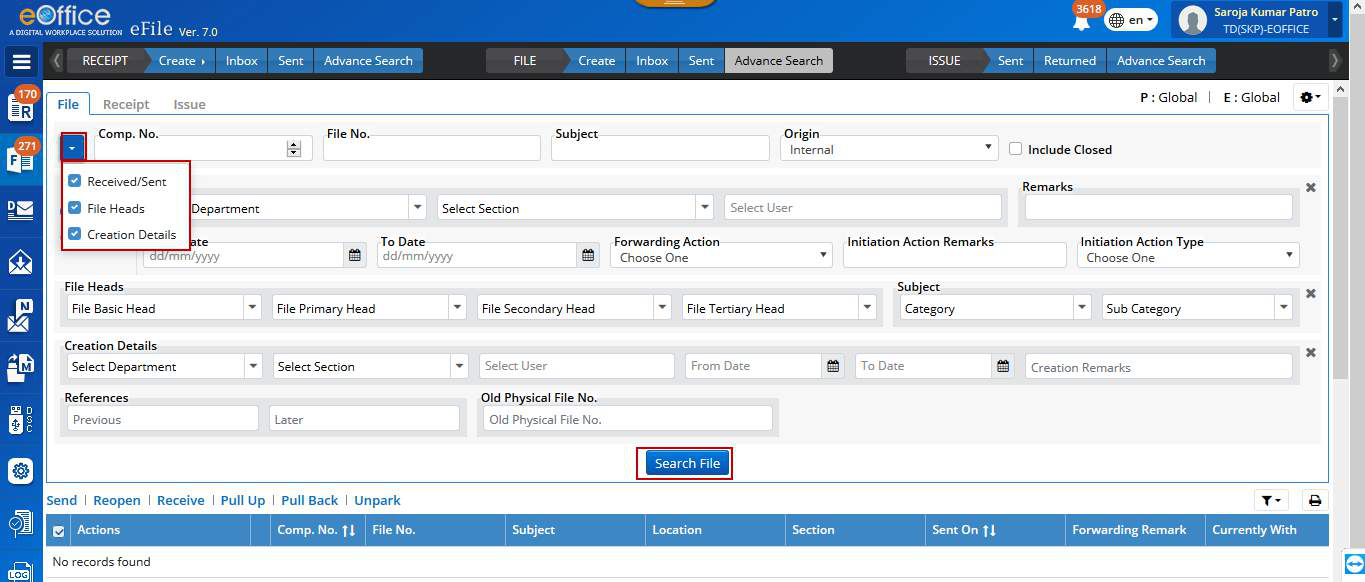 eOffice
A DIGITAL WORKPLACE SOLUTION
eFile Ver. 7.0
3618
en
Saroja Kumar Patro
TD(SKP)-EOFFICE
RECEIPT Create Inbox Sent Advance Search FILE Create Inbox Sent Advance Search ISSUE Sent Returned Advance Search
170
R
271
F
D
N
M
DSC
LOG
File Receipt Issue P : Global | E : Global
Comp. No. File No. Subject Origin
Internal Include Closed
Received/Sent
File Heads
Creation Details
Remarks
Department Select Section Select User
ate To Date Forwarding Action Initiation Action Remarks Initiation Action Type
dd/mm/yyyy dd/mm/yyyy Choose One Choose One
File Heads Subject
File Basic Head File Primary Head File Secondary Head File Tertiary Head Category Sub Category
Creation Details
Select Department Select Section Select User From Date To Date Creation Remarks
References Old Physical File No.
Previous Later Old Physical File No.
Search File
Send | Reopen | Receive | Pull Up | Pull Back | Unpark
Actions Comp. No. File No. Subject Location Section Sent On Forwarding Remark Currently With
No records found